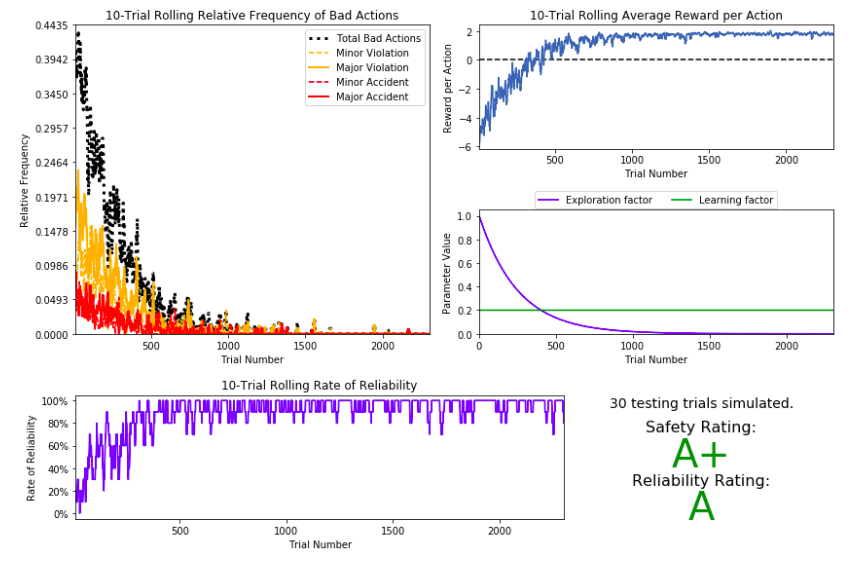 10-Trial Rolling Relative Frequency of Bad Actions
0.4435
0.3942
0.3450
0.2957
0.2464
0.1971
0.1478
0.0986
0.0493
0.0000
Relative Frequency
Total Bad Actions
Minor Violation
Major Violation
Minor Accident
Major Accident
500 1000 1500 2000
Trial Number
10-Trial Rolling Average Reward per Action
2
0
−2
−4
−6
Reward per Action
500 1000 1500 2000
Trial Number
Exploration factor Learning factor
1.0
0.8
0.6
0.4
0.2
0.0
Parameter Value
0 500 1000 1500 2000
Trial Number
10-Trial Rolling Rate of Reliability
100%
80%
60%
40%
20%
0%
Rate of Reliability
500 1000 1500 2000
Trial Number
30 testing trials simulated.
Safety Rating:
A+
Reliability Rating:
A